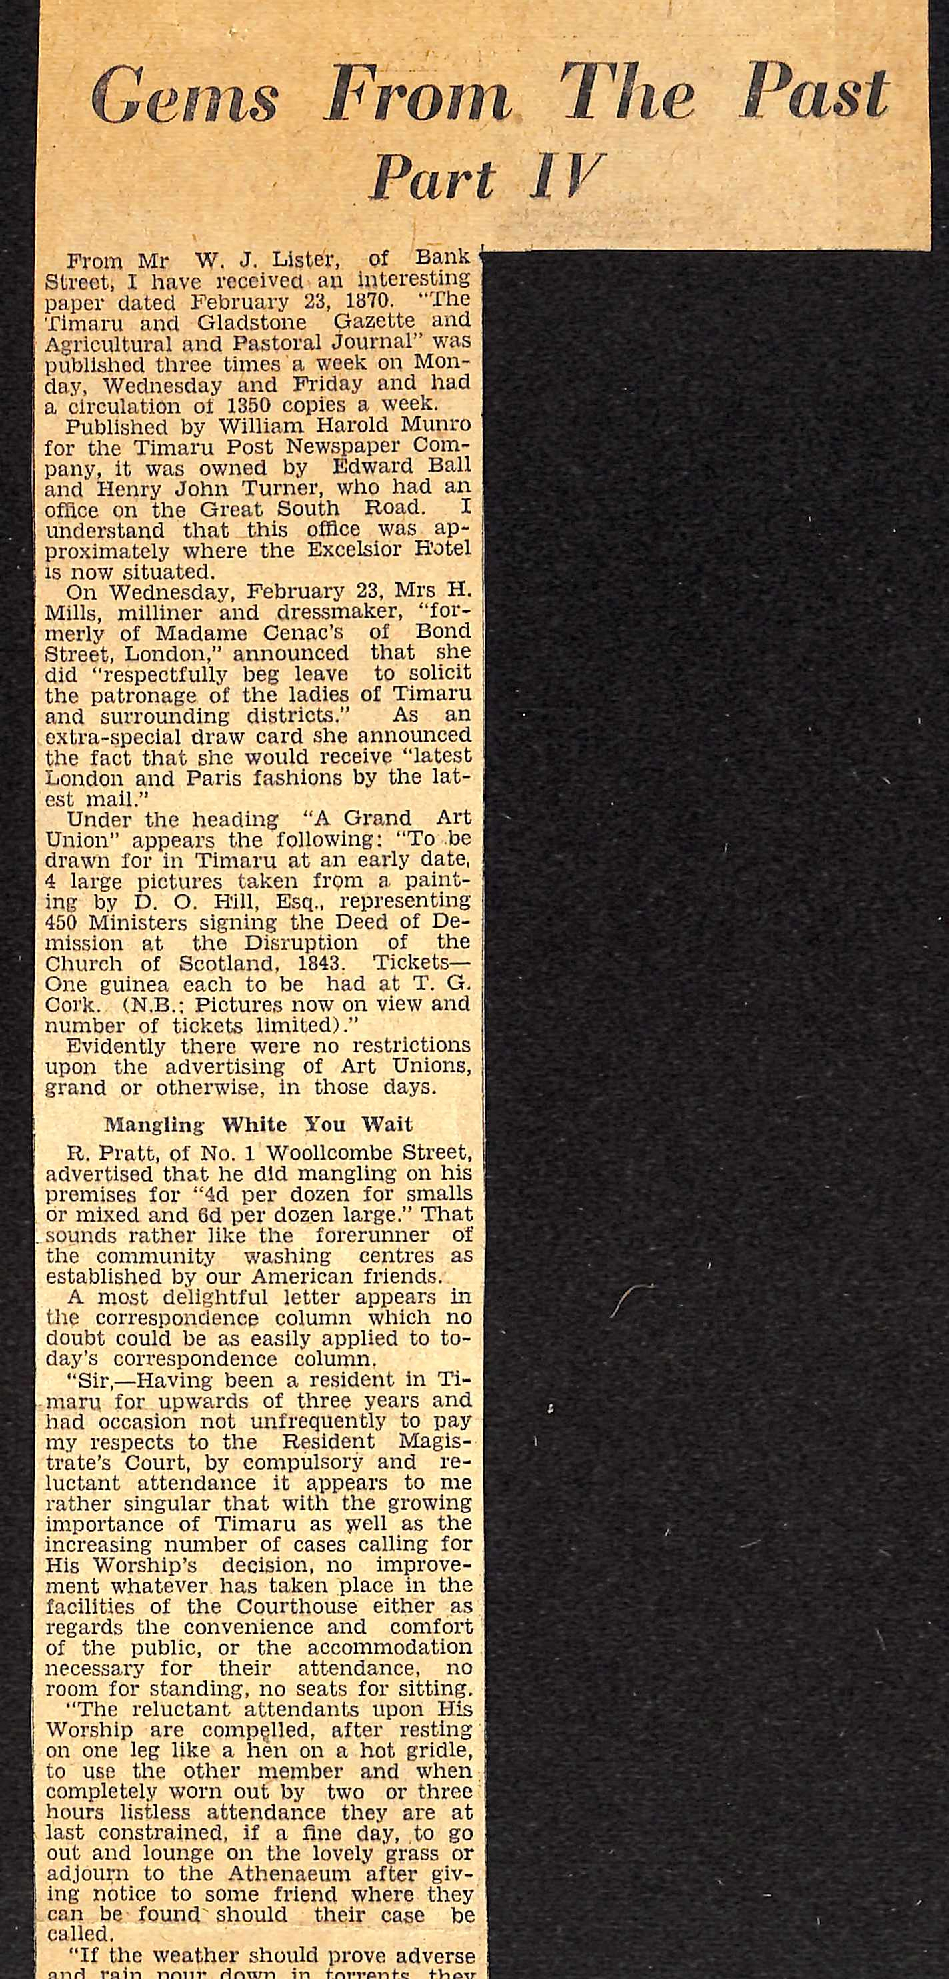 Gems From The Past
Part IV
From Mr W. J. Lister, of Bank
Street, I have received an interesting
paper dated February 23, 1870. "The
Timaru and Gladstone Gazette and
Agricultural and Pastoral Journal" was
published three times a week on Mon-
day, Wednesday and Friday and had
a circulation of 1350 copies a week.
Published by William Harold Munro
for the Timaru Post Newspaper Com-
pany, it was owned by Edward Ball
and Henry John Turner, who had an
office on the Great South Road. I
understand that this office was ap-
proximately where the Excelsior Hotel
is now situated.
On Wednesday, February 23, Mrs H.
Mills, milliner and dressmaker, "for-
merly of Madame Cenac's of Bond
Street, London," announced that she
did "respectfully beg leave to solicit
the patronage of the ladies of Timaru
and surrounding districts." As an
extra-special draw card she announced
the fact that she would receive "latest
London and Paris fashions by the lat-
est mail."
Under the heading "A Grand Art
Union" appears the following: "To be
drawn for in Timaru at an early date,
4 large pictures taken from a paint-
ing by D. O. Hill, Esq., representing
450 Ministers signing the Deed of De-
mission at the Disruption of the
Church of Scotland, 1843. Tickets—
One guinea each to be had at T. G.
Cork. (N.B.: Pictures now on view and
number of tickets limited)."
Evidently there were no restrictions
upon the advertising of Art Unions,
grand or otherwise, in those days.
Mangling White You Wait
R. Pratt, of No. 1 Woollcombe Street,
advertised that he did mangling on his
premises for "4d per dozen for smalls
or mixed and 6d per dozen large." That
sounds rather like the forerunner of
the community washing centres as
established by our American friends.
A most delightful letter appears in
the correspondence column which no
doubt could be as easily applied to to-
day's correspondence column.
"Sir,—Having been a resident in Ti-
maru for upwards of three years and
had occasion not unfrequently to pay
my respects to the Resident Magis-
trate's Court, by compulsory and re-
luctant attendance it appears to me
rather singular that with the growing
importance of Timaru as well as the
increasing number of cases calling for
His Worship's decision, no improve-
ment whatever has taken place in the
facilities of the Courthouse either as
regards the convenience and comfort
of the public, or the accommodation
necessary for their attendance, no
room for standing, no seats for sitting.
"The reluctant attendants upon His
Worship are compelled, after resting
on one leg like a hen on a hot gridle,
to use the other member and when
completely worn out by two or three
hours listless attendance they are at
last constrained, if a fine day, to go
out and lounge on the lovely grass or
adjourn to the Athenaeum after giv-
ing notice to some friend where they
can be found should their case be
called.
"If the weather should prove adverse
and rain pour down in torrents, they